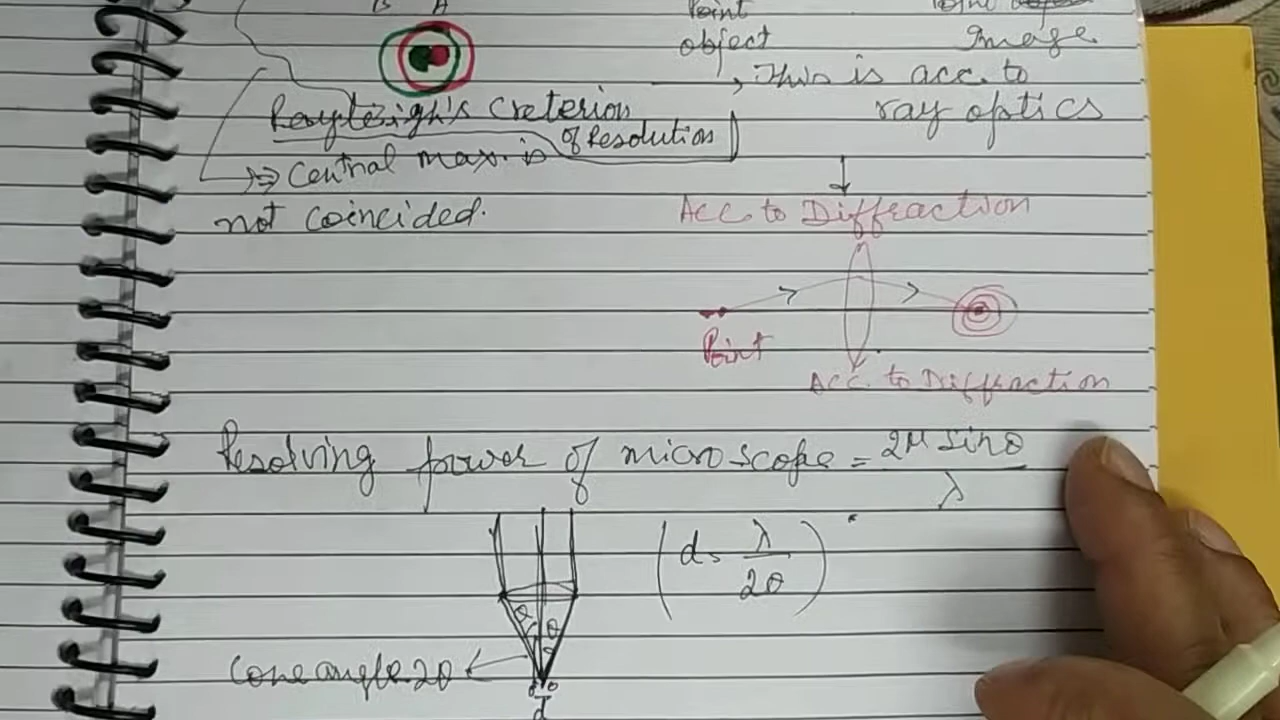 B A
Point
object
Image
, This is acc. to
ray optics
Rayleigh's Creterion
of Resolution
⇒ Central max. is
not coincided.
Acc. to Diffraction
Point
Acc. to Diffraction
Resolving power of microscope = 2μ sinθ / λ
(d = λ / 2θ)
θ θ
Cone angle 2θ
d